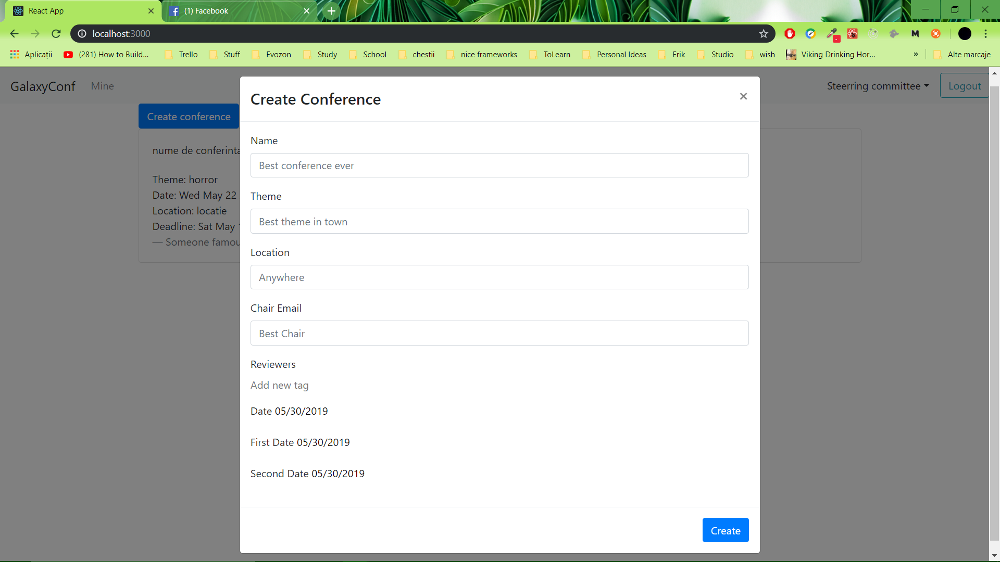 React App
(1) Facebook
localhost:3000
Aplicații (281) How to Build... Trello Stuff Evozon Study School chestii nice frameworks ToLearn Personal Ideas Erik Studio wish Viking Drinking Hor... » Alte marcaje
GalaxyConf Mine Steerring committee Logout
Create conference
nume de conferinta
Theme: horror
Date: Wed May 22
Location: locatie
Deadline: Sat May
— Someone famou
Create Conference ×
Name
Best conference ever
Theme
Best theme in town
Location
Anywhere
Chair Email
Best Chair
Reviewers
Add new tag
Date 05/30/2019
First Date 05/30/2019
Second Date 05/30/2019
Create